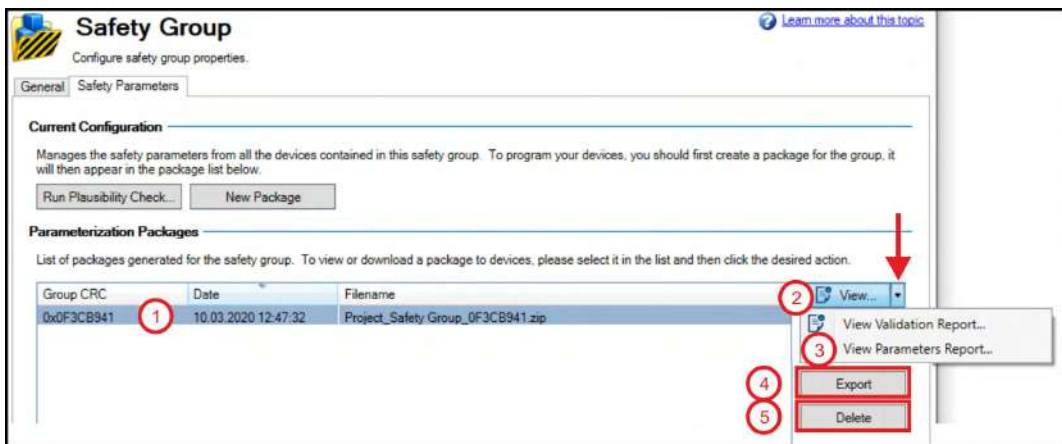 Safety Group
Learn more about this topic
Configure safety group properties.
General Safety Parameters
Current Configuration
Manages the safety parameters from all the devices contained in this safety group. To program your devices, you should first create a package for the group, it
will then appear in the package list below.
Run Plausibility Check... New Package
Parameterization Packages
List of packages generated for the safety group. To view or download a package to devices, please select it in the list and then click the desired action.
Group CRC Date Filename 2 View...
0x0F3CB941 1 10.03.2020 12:47:32 Project_Safety Group_0F3CB941.zip
View Validation Report...
3 View Parameters Report...
4 Export
5 Delete